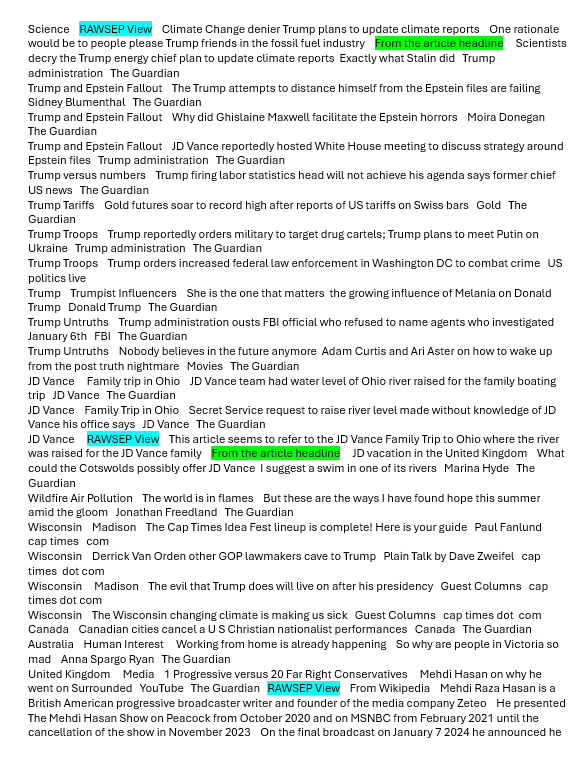 Science RAWSEP View Climate Change denier Trump plans to update climate reports One rationale
would be to people please Trump friends in the fossil fuel industry From the article headline Scientists
decry the Trump energy chief plan to update climate reports Exactly what Stalin did Trump
administration The Guardian
Trump and Epstein Fallout The Trump attempts to distance himself from the Epstein files are failing
Sidney Blumenthal The Guardian
Trump and Epstein Fallout Why did Ghislaine Maxwell facilitate the Epstein horrors Moira Donegan
The Guardian
Trump and Epstein Fallout JD Vance reportedly hosted White House meeting to discuss strategy around
Epstein files Trump administration The Guardian
Trump versus numbers Trump firing labor statistics head will not achieve his agenda says former chief
US news The Guardian
Trump Tariffs Gold futures soar to record high after reports of US tariffs on Swiss bars Gold The
Guardian
Trump Troops Trump reportedly orders military to target drug cartels; Trump plans to meet Putin on
Ukraine Trump administration The Guardian
Trump Troops Trump orders increased federal law enforcement in Washington DC to combat crime US
politics live
Trump Trumpist Influencers She is the one that matters the growing influence of Melania on Donald
Trump Donald Trump The Guardian
Trump Untruths Trump administration ousts FBI official who refused to name agents who investigated
January 6th FBI The Guardian
Trump Untruths Nobody believes in the future anymore Adam Curtis and Ari Aster on how to wake up
from the post truth nightmare Movies The Guardian
JD Vance Family trip in Ohio JD Vance team had water level of Ohio river raised for the family boating
trip JD Vance The Guardian
JD Vance Family Trip in Ohio Secret Service request to raise river level made without knowledge of JD
Vance his office says JD Vance The Guardian
JD Vance RAWSEP View This article seems to refer to the JD Vance Family Trip to Ohio where the river
was raised for the JD Vance family From the article headline JD vacation in the United Kingdom What
could the Cotswolds possibly offer JD Vance I suggest a swim in one of its rivers Marina Hyde The
Guardian
Wildfire Air Pollution The world is in flames But these are the ways I have found hope this summer
amid the gloom Jonathan Freedland The Guardian
Wisconsin Madison The Cap Times Idea Fest lineup is complete! Here is your guide Paul Fanlund
cap times com
Wisconsin Derrick Van Orden other GOP lawmakers cave to Trump Plain Talk by Dave Zweifel cap
times dot com
Wisconsin Madison The evil that Trump does will live on after his presidency Guest Columns cap
times dot com
Wisconsin The Wisconsin changing climate is making us sick Guest Columns cap times dot com
Canada Canadian cities cancel a U S Christian nationalist performances Canada The Guardian
Australia Human Interest Working from home is already happening So why are people in Victoria so
mad Anna Spargo Ryan The Guardian
United Kingdom Media 1 Progressive versus 20 Far Right Conservatives Mehdi Hasan on why he
went on Surrounded YouTube The Guardian RAWSEP View From Wikipedia Mehdi Raza Hasan is a
British American progressive broadcaster writer and founder of the media company Zeteo He presented
The Mehdi Hasan Show on Peacock from October 2020 and on MSNBC from February 2021 until the
cancellation of the show in November 2023 On the final broadcast on January 7 2024 he announced he